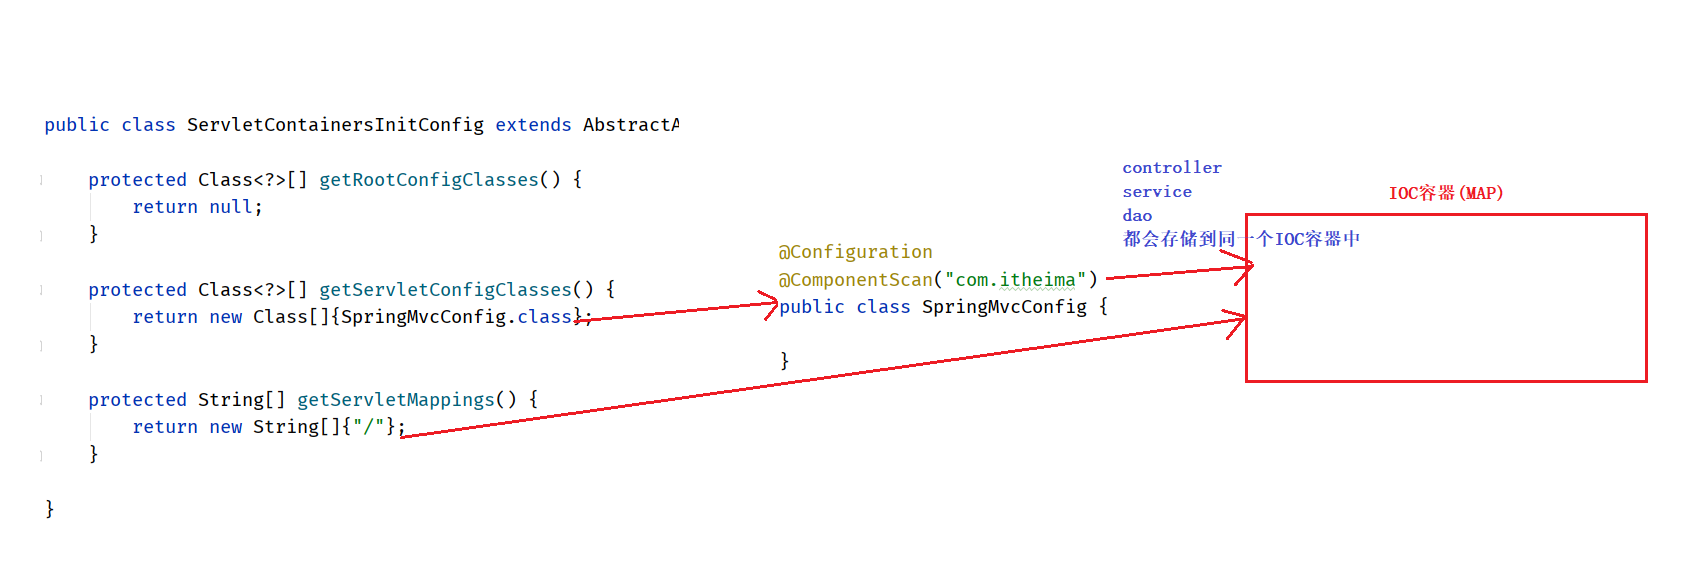 public class ServletContainersInitConfig extends AbstractA
    protected Class<?>[] getRootConfigClasses() {
        return null;
    }
    protected Class<?>[] getServletConfigClasses() {
        return new Class[]{SpringMvcConfig.class};
    }
    protected String[] getServletMappings() {
        return new String[]{"/"};
    }
}
@Configuration
@ComponentScan("com.itheima")
public class SpringMvcConfig {
}
controller
service
dao
都会存储到同一个IOC容器中
IOC容器(MAP)